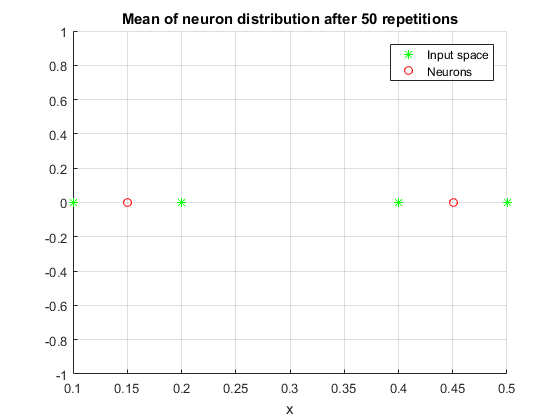 Mean of neuron distribution after 50 repetitions
Input space
Neurons
1
0.8
0.6
0.4
0.2
0
-0.2
-0.4
-0.6
-0.8
-1
0.1 0.15 0.2 0.25 0.3 0.35 0.4 0.45 0.5
x